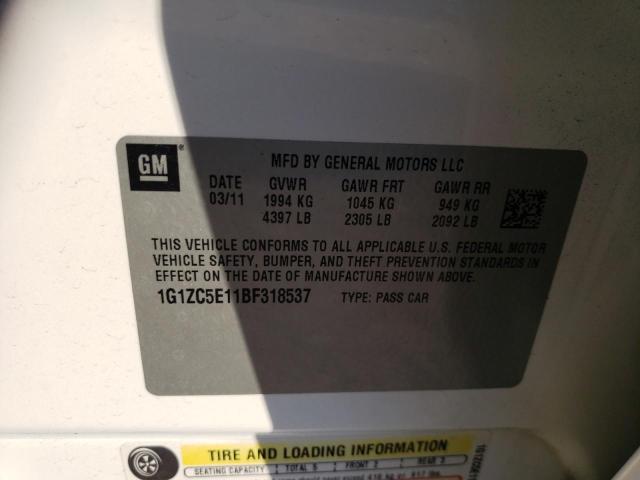 GM
MFD BY GENERAL MOTORS LLC
DATE GVWR GAWR FRT GAWR RR
03/11 1994 KG 1045 KG 949 KG
4397 LB 2305 LB 2092 LB
THIS VEHICLE CONFORMS TO ALL APPLICABLE U.S. FEDERAL MOTOR
VEHICLE SAFETY, BUMPER, AND THEFT PREVENTION STANDARDS IN
EFFECT ON THE DATE OF MANUFACTURE SHOWN ABOVE.
1G1ZC5E11BF318537 TYPE: PASS CAR
TIRE AND LOADING INFORMATION
SEATING CAPACITY TOTAL 5 FRONT 2 REAR 3